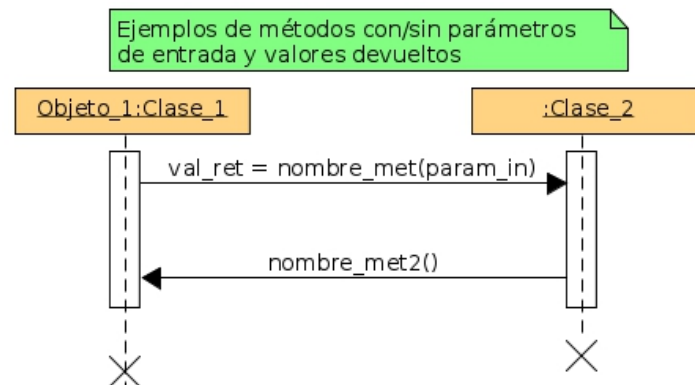 Ejemplos de métodos con/sin parámetros
de entrada y valores devueltos
Objeto_1:Clase_1
:Clase_2
val_ret = nombre_met(param_in)
nombre_met2()